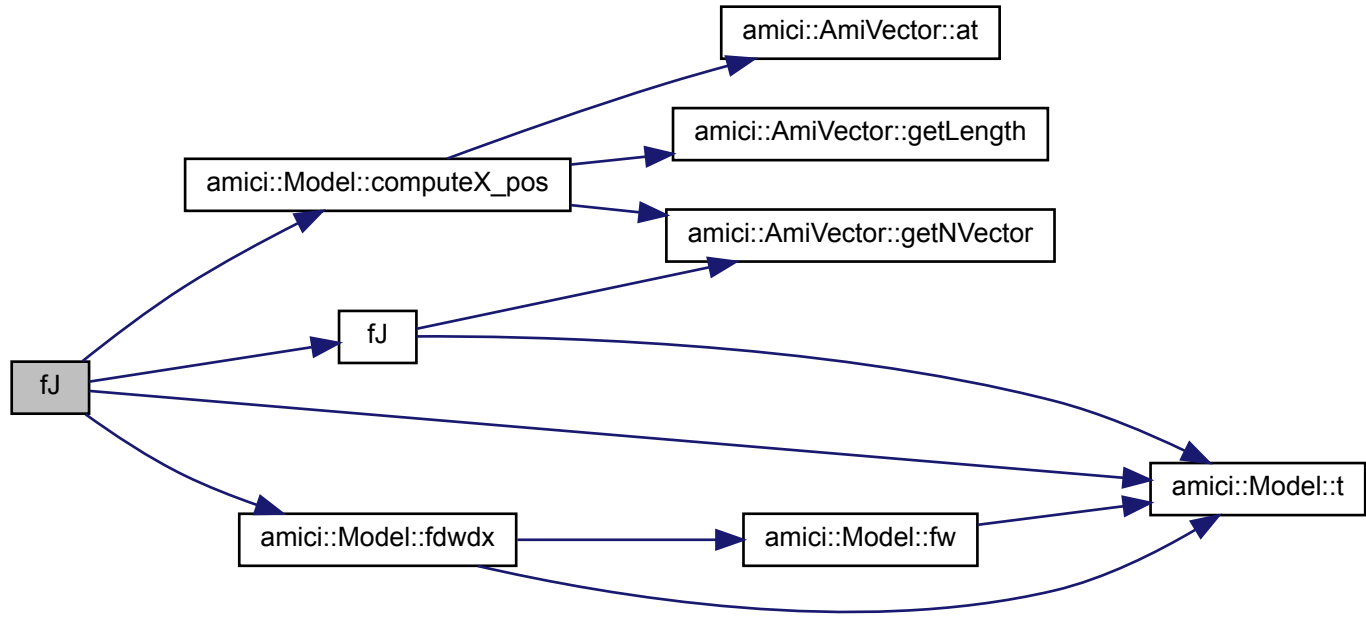 amici::AmiVector::at
amici::AmiVector::getLength
amici::Model::computeX_pos
amici::AmiVector::getNVector
fJ
fJ
amici::Model::t
amici::Model::fdwdx
amici::Model::fw